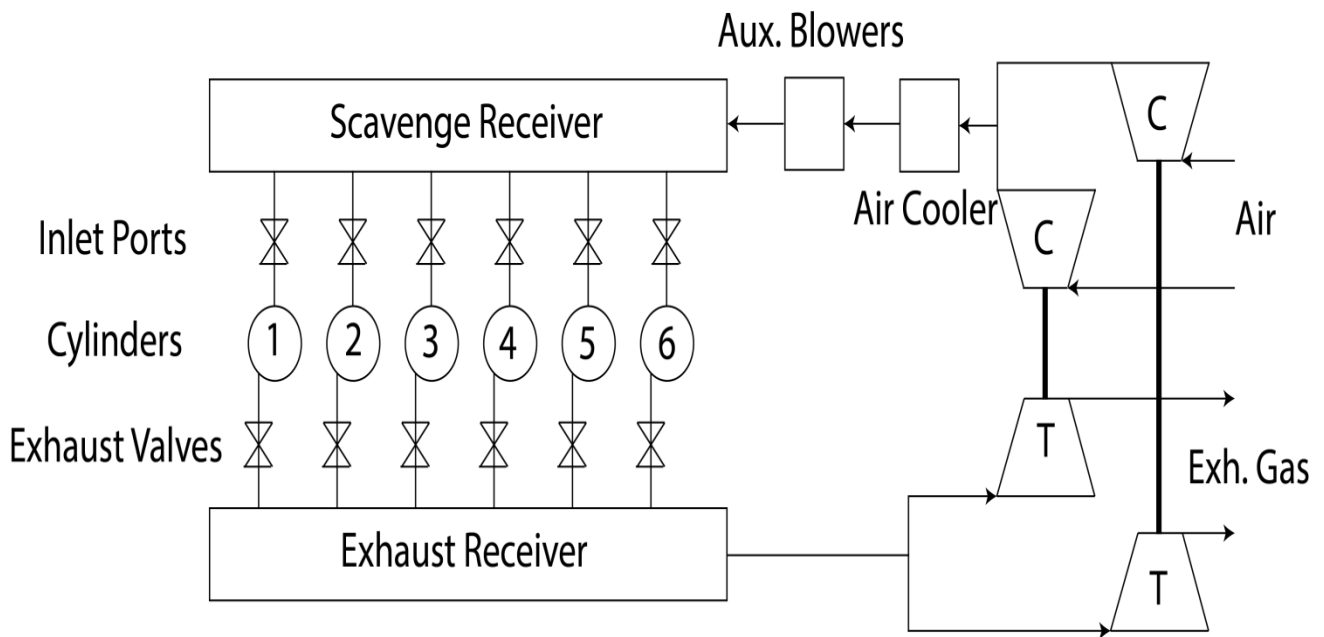 Aux. Blowers
Scavenge Receiver
C
Air Cooler
C
Air
Inlet Ports
Cylinders
1 2 3 4 5 6
Exhaust Valves
T
Exh. Gas
Exhaust Receiver
T